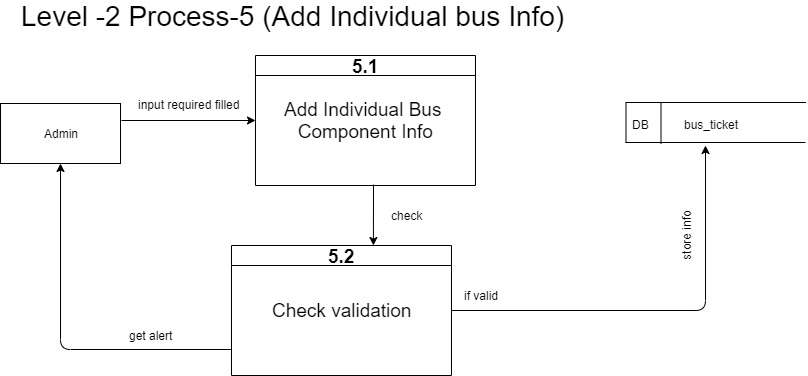 Level -2 Process-5 (Add Individual bus Info)
5.1
input required filled
Add Individual Bus
Component Info
Admin
DB
bus_ticket
check
store info
5.2
if valid
Check validation
get alert